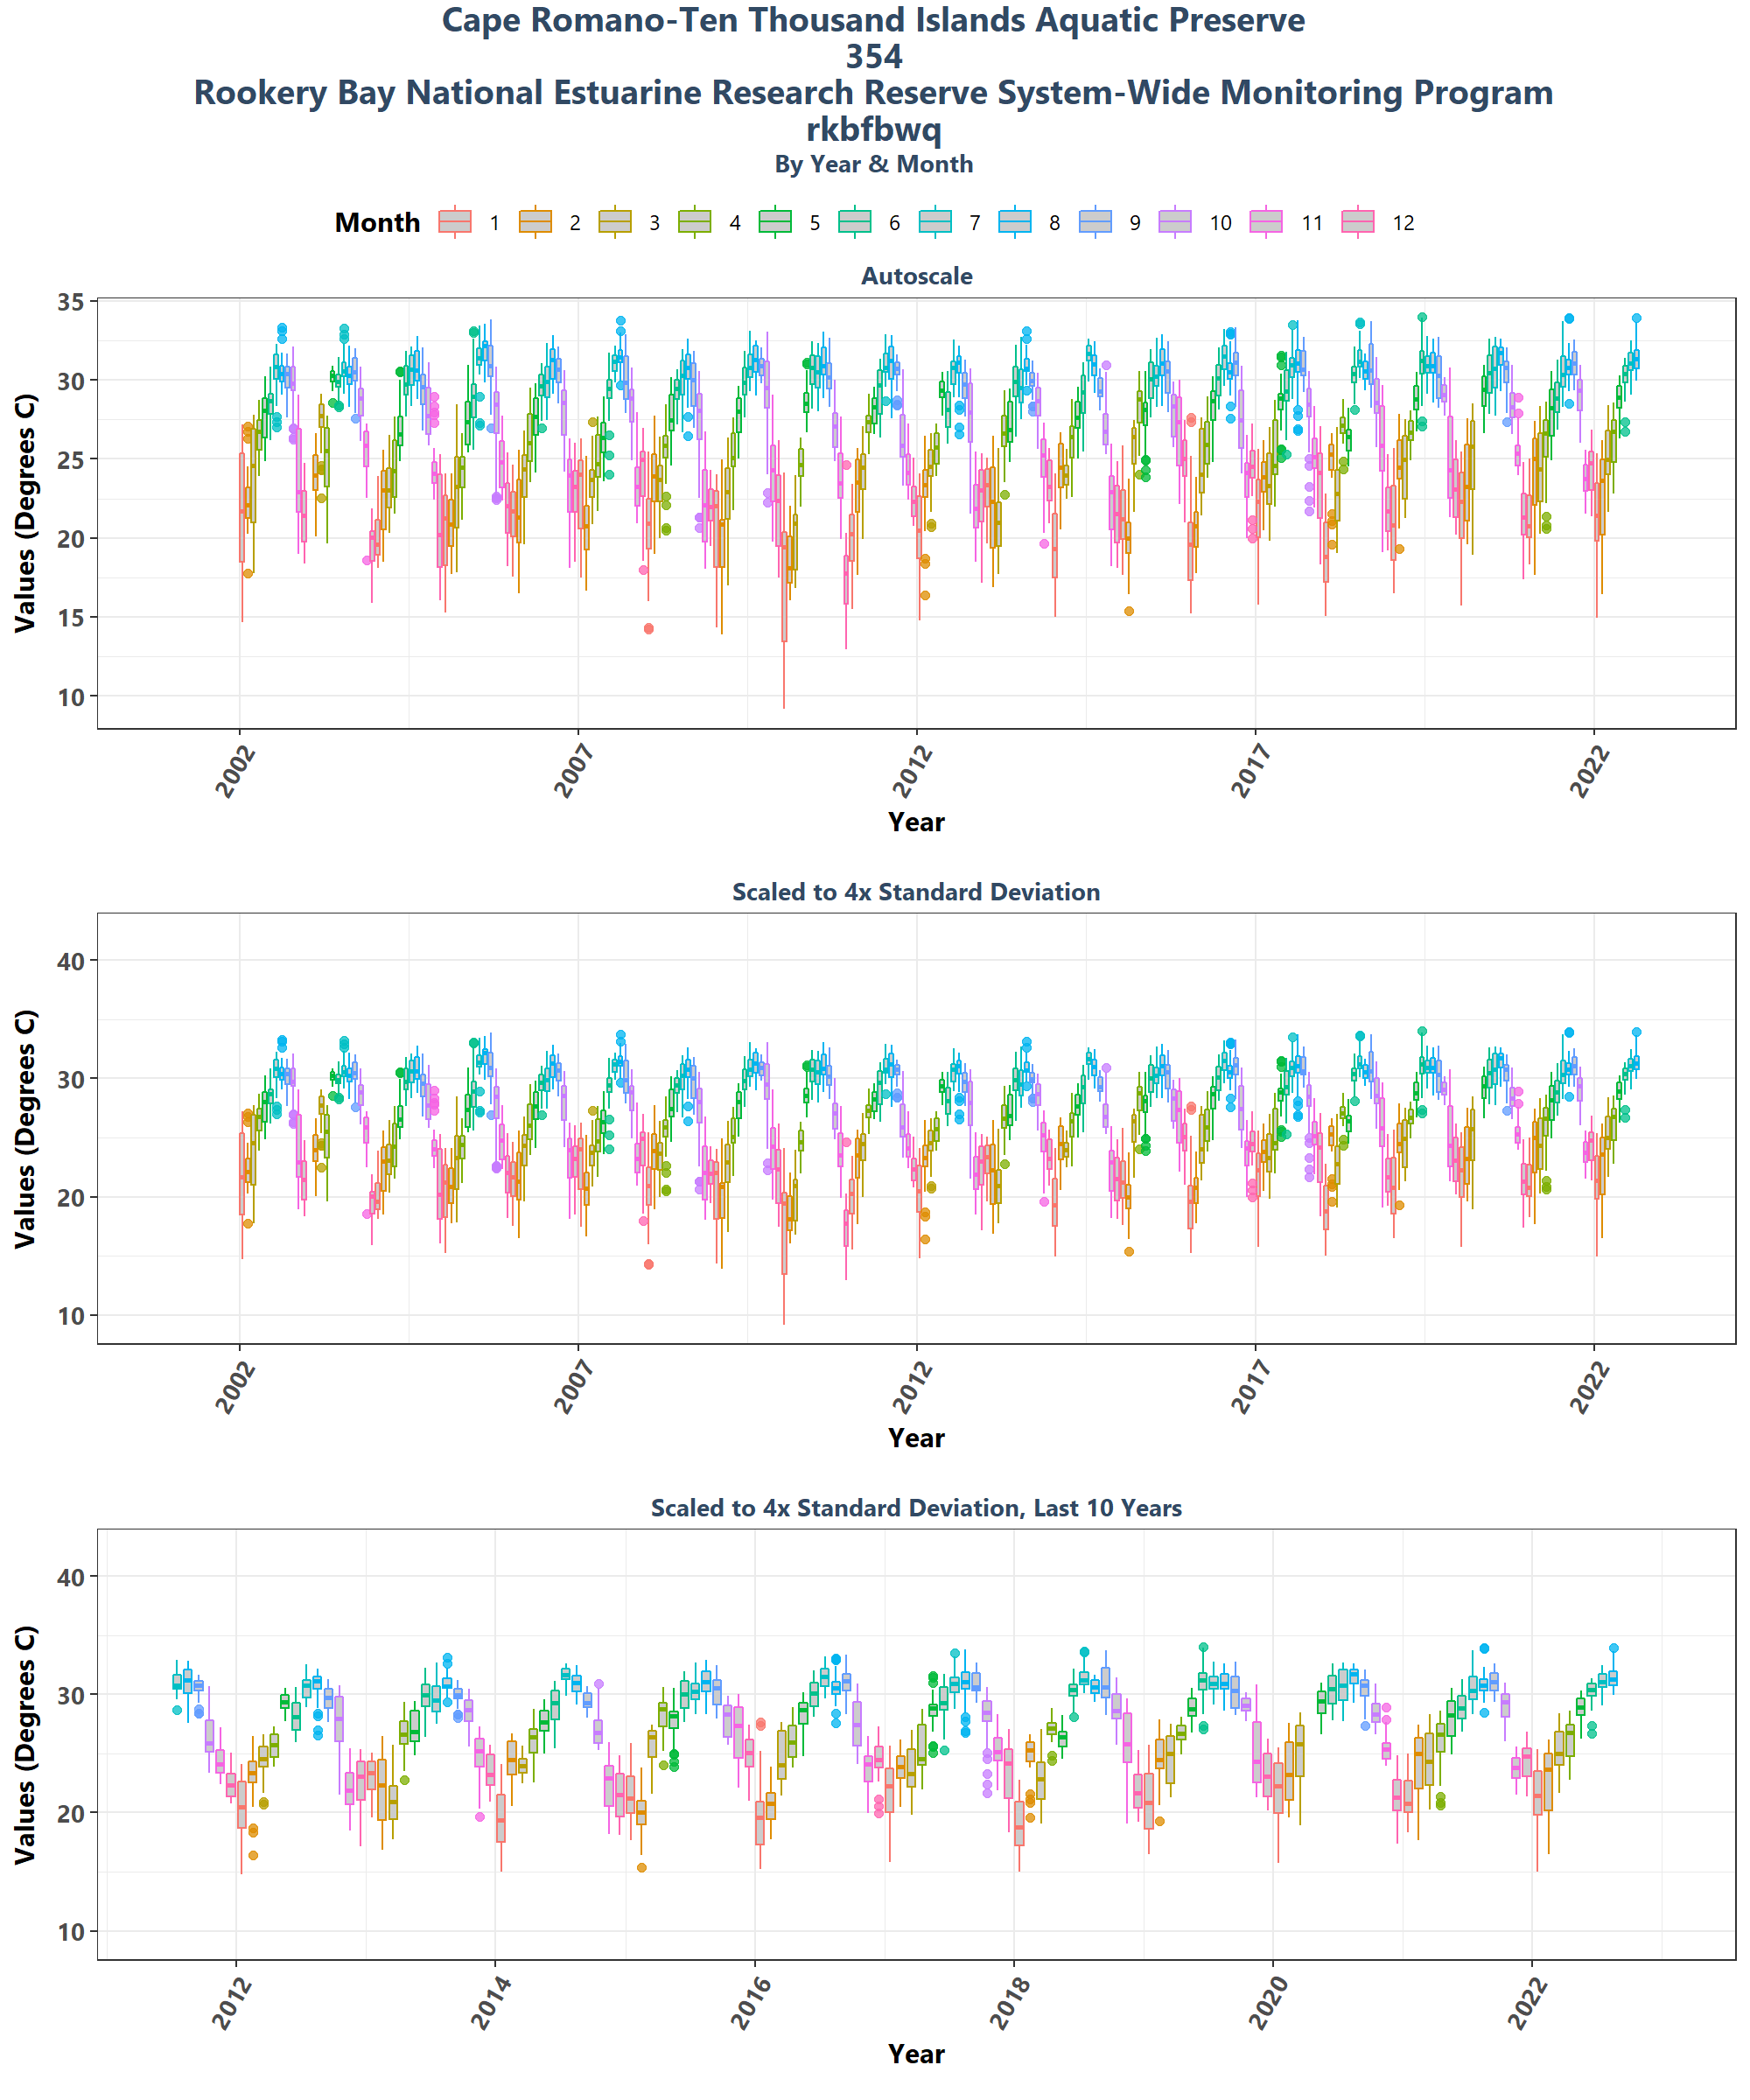 Cape Romano-Ten Thousand Islands Aquatic Preserve
354
Rookery Bay National Estuarine Research Reserve System-Wide Monitoring Program
rkbfbwq
By Year & Month
Month 1 2 3 4 5 6 7 8 9 10 11 12
Autoscale
35
30
25
20
15
10
Values (Degrees C)
2002 2007 2012 2017 2022
Year
Scaled to 4x Standard Deviation
40
30
20
10
Values (Degrees C)
2002 2007 2012 2017 2022
Year
Scaled to 4x Standard Deviation, Last 10 Years
40
30
20
10
Values (Degrees C)
2012 2014 2016 2018 2020 2022
Year